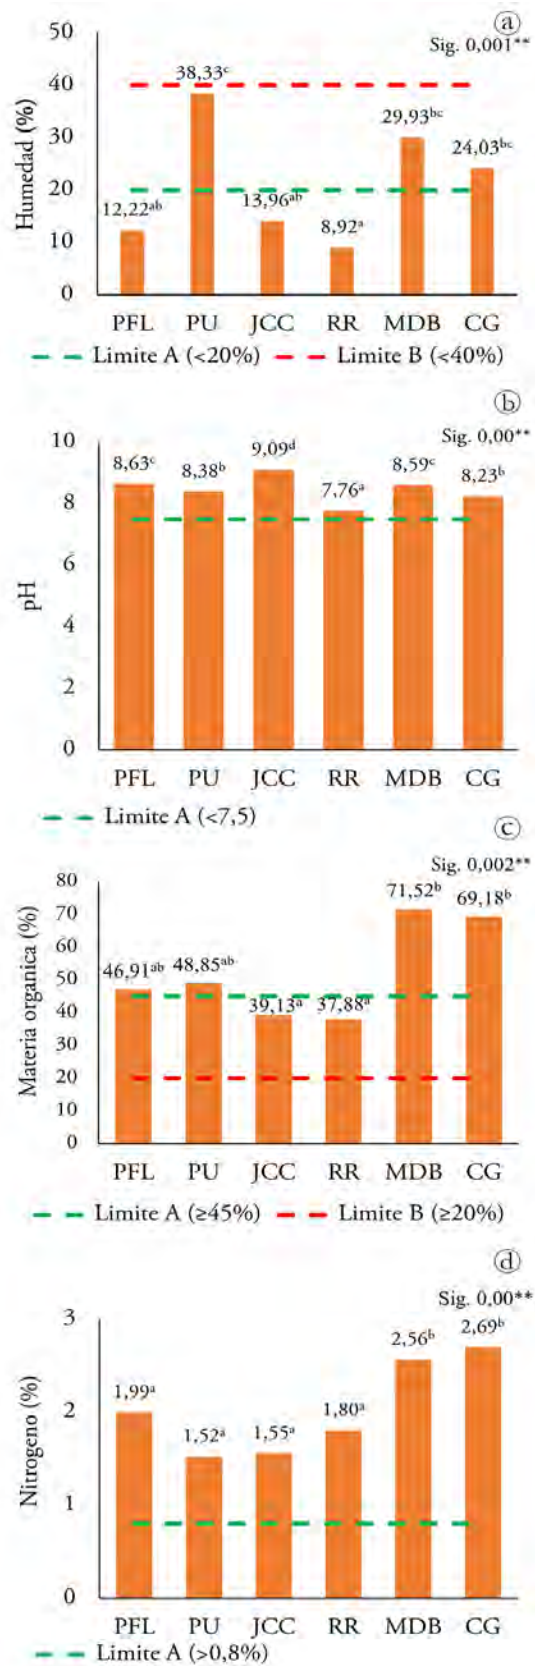 ⓐ
Sig. 0,001**
Humedad (%)
50
40
30
20
10
0
12,22ᵃᵇ
38,33ᶜ
13,96ᵃᵇ
8,92ᵃ
29,93ᵇᶜ
24,03ᵇᶜ
PFL PU JCC RR MDB CG
Limite A (<20%) Limite B (<40%)
ⓑ
Sig. 0,00**
pH
10
8
6
4
2
0
8,63ᶜ
8,38ᵇ
9,09ᵈ
7,76ᵃ
8,59ᶜ
8,23ᵇ
PFL PU JCC RR MDB CG
Limite A (<7,5)
ⓒ
Sig. 0,002**
Materia organica (%)
80
70
60
50
40
30
20
10
0
46,91ᵃᵇ
48,85ᵃᵇ
39,13ᵃ
37,88ᵃ
71,52ᵇ
69,18ᵇ
PFL PU JCC RR MDB CG
Limite A (≥45%) Limite B (≥20%)
ⓓ
Sig. 0,00**
Nitrogeno (%)
3
2
1
0
1,99ᵃ
1,52ᵃ
1,55ᵃ
1,80ᵃ
2,56ᵇ
2,69ᵇ
PFL PU JCC RR MDB CG
Limite A (>0,8%)